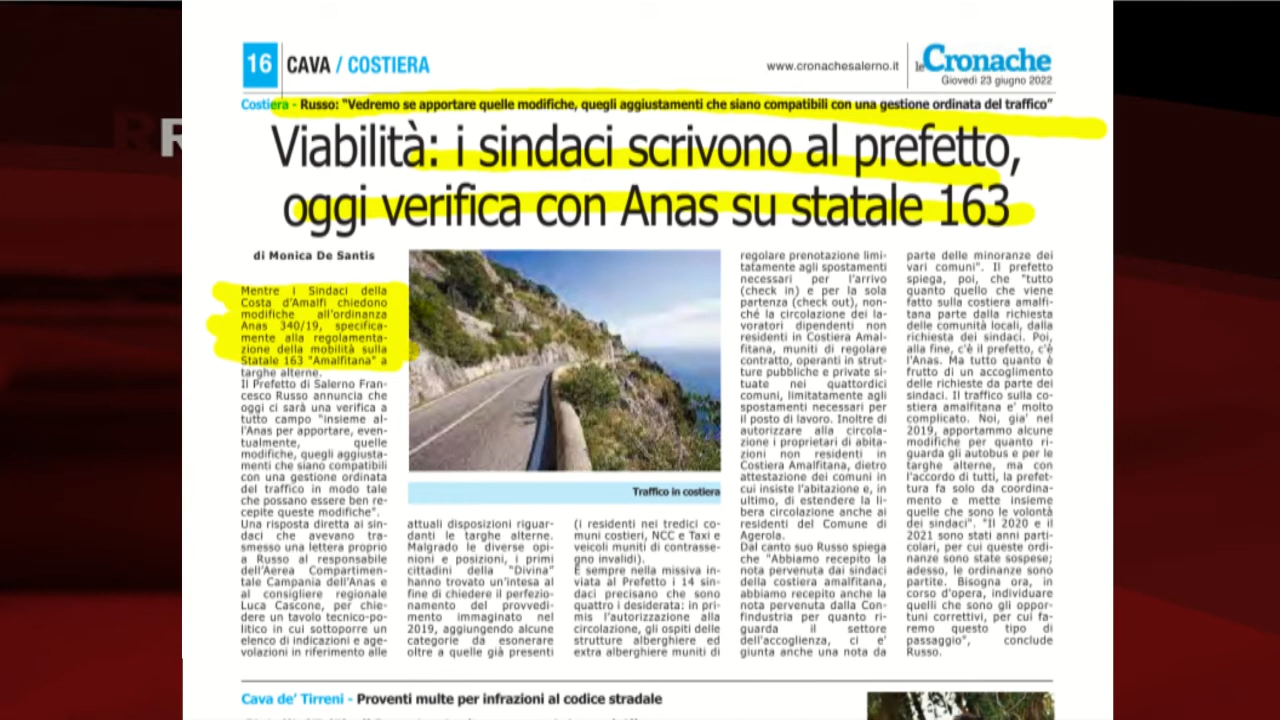 R
16
CAVA / COSTIERA
www.cronachesalerno.it
le Cronache
Giovedì 23 giugno 2022
Costiera - Russo: "Vedremo se apportare quelle modifiche, quegli aggiustamenti che siano compatibili con una gestione ordinata del traffico"
Viabilità: i sindaci scrivono al prefetto,
oggi verifica con Anas su statale 163
di Monica De Santis
Mentre i Sindaci della
Costa d'Amalfi chiedono
modifiche all'ordinanza
Anas 340/19, specifica-
mente alla regolamenta-
zione della mobilità sulla
Statale 163 "Amalfitana" a
targhe alterne.
Il Prefetto di Salerno Fran-
cesco Russo annuncia che
oggi ci sarà una verifica a
tutto campo "insieme al-
l'Anas per apportare, even-
tualmente, quelle
modifiche, quegli aggiusta-
menti che siano compatibili
con una gestione ordinata
del traffico in modo tale
che possano essere ben re-
cepite queste modifiche".
Una risposta diretta ai sin-
daci che avevano tra-
smesso una lettera proprio
a Russo al responsabile
dell'Aerea Compartimen-
tale Campania dell'Anas e
al consigliere regionale
Luca Cascone, per chie-
dere un tavolo tecnico-po-
litico in cui sottoporre un
elenco di indicazioni e age-
volazioni in riferimento alle
Traffico in costiera
attuali disposizioni riguar-
danti le targhe alterne.
Malgrado le diverse opi-
nioni e posizioni, i primi
cittadini della "Divina"
hanno trovato un'intesa al
fine di chiedere il perfezio-
namento del provvedi-
mento immaginato nel
2019, aggiungendo alcune
categorie da esonerare
oltre a quelle già presenti
(i residenti nei tredici co-
muni costieri, NCC e Taxi e
veicoli muniti di contrasse-
gno invalidi).
E sempre nella missiva in-
viata al Prefetto i 14 sin-
daci precisano che sono
quattro i desiderata: in pri-
mis l'autorizzazione alla
circolazione, gli ospiti delle
strutture alberghiere ed
extra alberghiere muniti di
regolare prenotazione limi-
tatamente agli spostamenti
necessari per l'arrivo
(check in) e per la sola
partenza (check out), non-
ché la circolazione dei la-
voratori dipendenti non
residenti in Costiera Amal-
fitana, muniti di regolare
contratto, operanti in strut-
ture pubbliche e private si-
tuate nei quattordici
comuni, limitatamente agli
spostamenti necessari per
il posto di lavoro. Inoltre di
autorizzare alla circola-
zione i proprietari di abita-
zioni non residenti in
Costiera Amalfitana, dietro
attestazione dei comuni in
cui insiste l'abitazione e, in
ultimo, di estendere la li-
bera circolazione anche ai
residenti del Comune di
Agerola.
Dal canto suo Russo spiega
che "Abbiamo recepito la
nota pervenuta dai sindaci
della costiera amalfitana,
abbiamo recepito anche la
nota pervenuta dalla Con-
findustria per quanto ri-
guarda il settore
dell'accoglienza, ci e'
giunta anche una nota da
parte delle minoranze dei
vari comuni". Il prefetto
spiega, poi, che "tutto
quanto quello che viene
fatto sulla costiera amalfi-
tana parte dalla richiesta
delle comunità locali, dalla
richiesta dei sindaci. Poi,
alla fine, c'è il prefetto, c'è
l'Anas. Ma tutto quanto è
frutto di un accoglimento
delle richieste da parte dei
sindaci. Il traffico sulla co-
stiera amalfitana e' molto
complicato. Noi, gia' nel
2019, apportammo alcune
modifiche per quanto ri-
guarda gli autobus e per le
targhe alterne, ma con
l'accordo di tutti, la prefet-
tura fa solo da coordina-
mento e mette insieme
quelle che sono le volontà
dei sindaci". "Il 2020 e il
2021 sono stati anni parti-
colari, per cui queste ordi-
nanze sono state sospese;
adesso, le ordinanze sono
partite. Bisogna ora, in
corso d'opera, individuare
quelli che sono gli oppor-
tuni correttivi, per cui fa-
remo questo tipo di
passaggio", conclude
Russo.
Cava de' Tirreni - Proventi multe per infrazioni al codice stradale